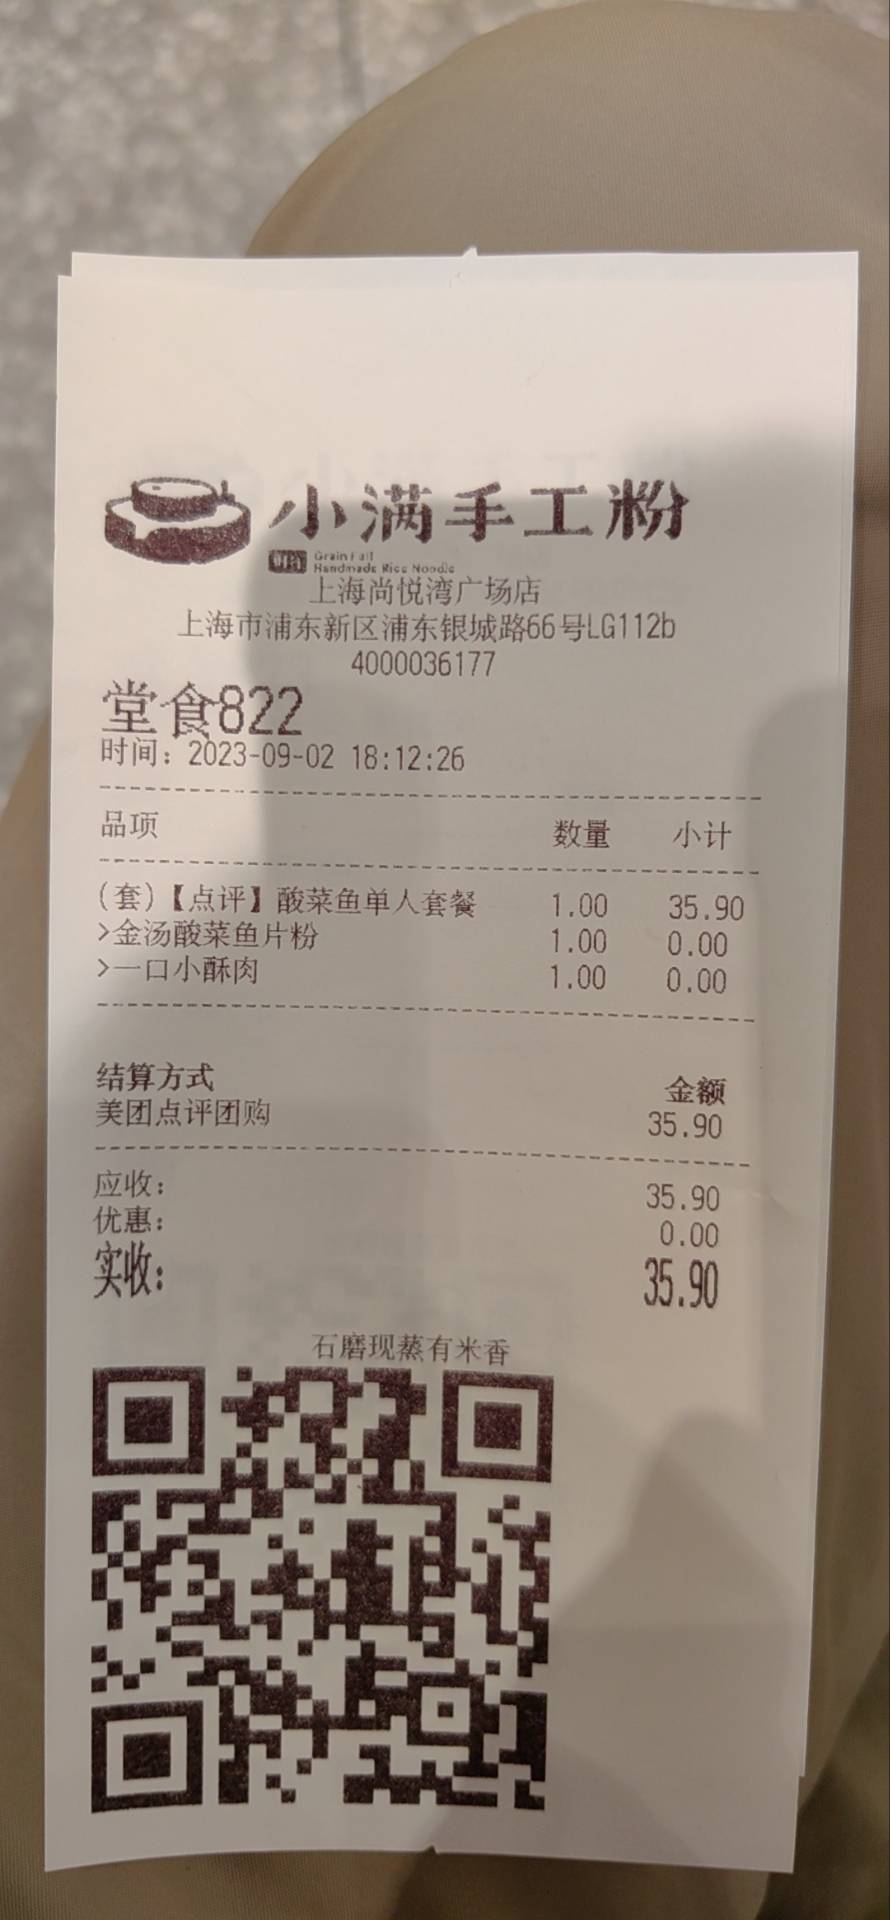 小满手工粉
Grain Full
Handmade Rice Noodle
上海尚悦湾广场店
上海市浦东新区浦东银城路66号LG112b
4000036177
堂食822
时间：2023-09-02 18:12:26
品项 数量 小计
(套)【点评】酸菜鱼单人套餐 1.00 35.90
>金汤酸菜鱼片粉 1.00 0.00
>一口小酥肉 1.00 0.00
结算方式 金额
美团点评团购 35.90
应收： 35.90
优惠： 0.00
实收： 35.90
石磨现蒸有米香